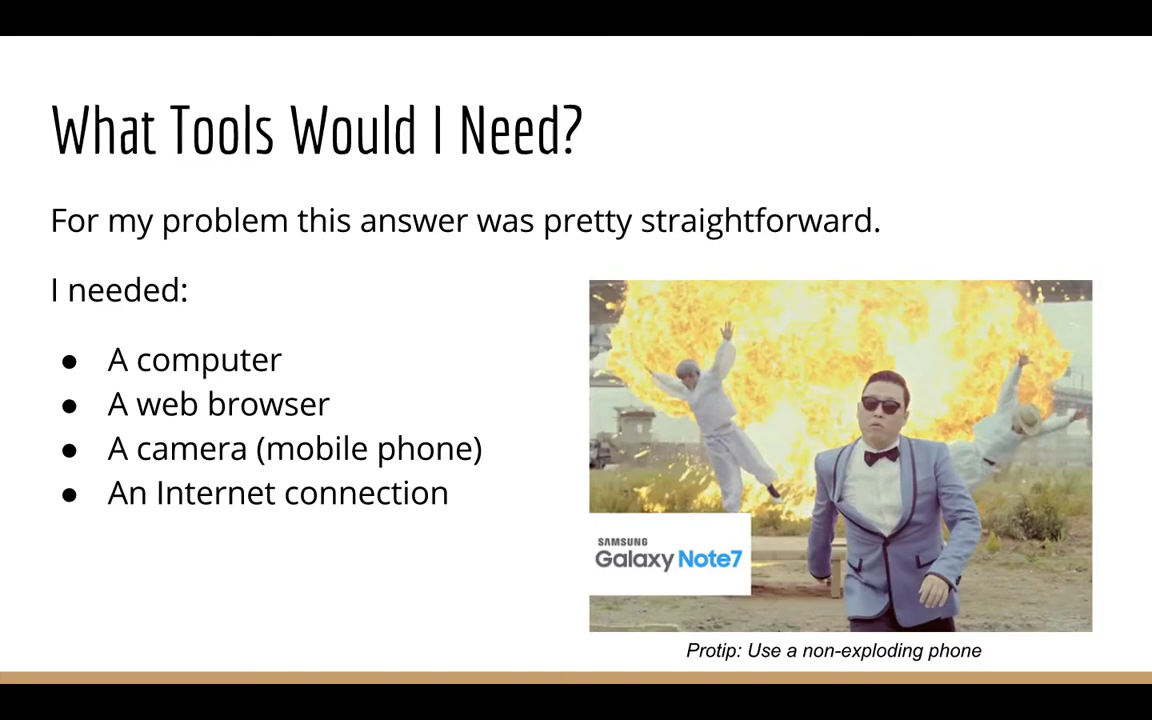 What Tools Would I Need?
For my problem this answer was pretty straightforward.
I needed:
● A computer
● A web browser
● A camera (mobile phone)
● An Internet connection
SAMSUNG
Galaxy Note7
Protip: Use a non-exploding phone